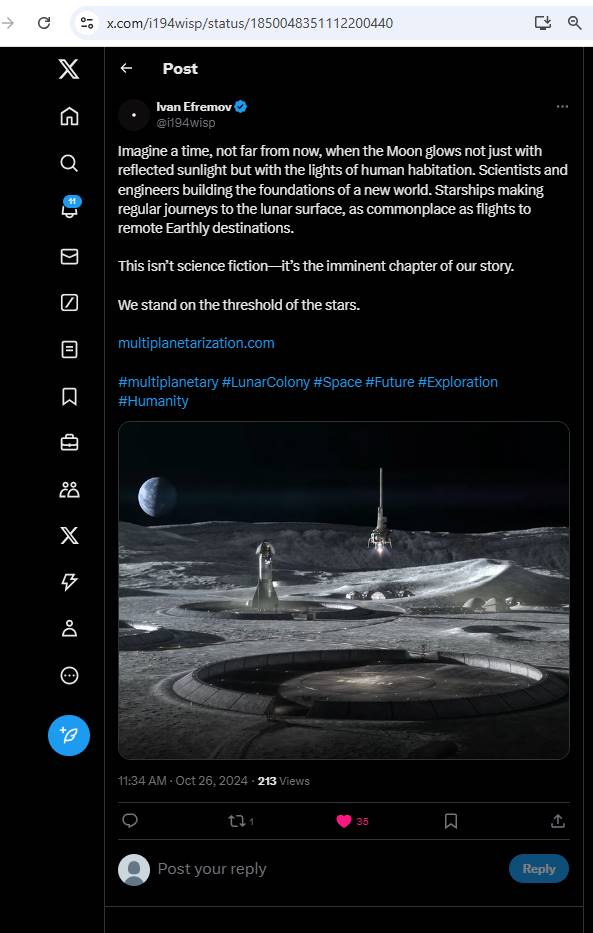 x.com/i194wisp/status/1850048351112200440
Post
Ivan Efremov
@i194wisp
Imagine a time, not far from now, when the Moon glows not just with
reflected sunlight but with the lights of human habitation. Scientists and
engineers building the foundations of a new world. Starships making
regular journeys to the lunar surface, as commonplace as flights to
remote Earthly destinations.
This isn’t science fiction—it’s the imminent chapter of our story.
We stand on the threshold of the stars.
multiplanetarization.com
#multiplanetary #LunarColony #Space #Future #Exploration
#Humanity
11
11:34 AM · Oct 26, 2024 · 213 Views
1 35
Post your reply Reply